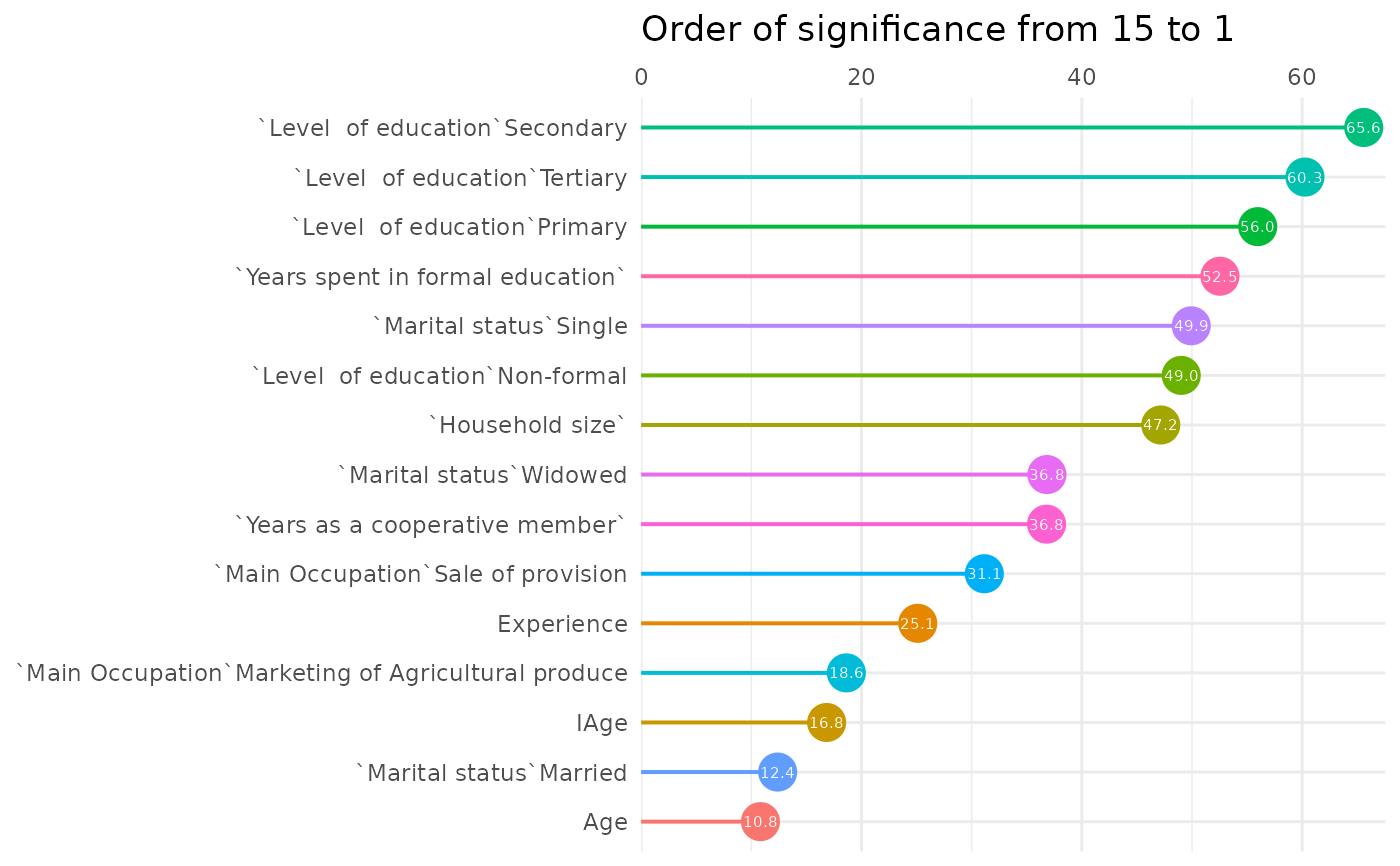 Order of significance from 15 to 1
0 20 40 60
`Level  of education`Secondary 65.6
`Level  of education`Tertiary 60.3
`Level  of education`Primary 56.0
`Years spent in formal education` 52.5
`Marital status`Single 49.9
`Level  of education`Non-formal 49.0
`Household size` 47.2
`Marital status`Widowed 36.8
`Years as a cooperative member` 36.8
`Main Occupation`Sale of provision 31.1
Experience 25.1
`Main Occupation`Marketing of Agricultural produce 18.6
IAge 16.8
`Marital status`Married 12.4
Age 10.8